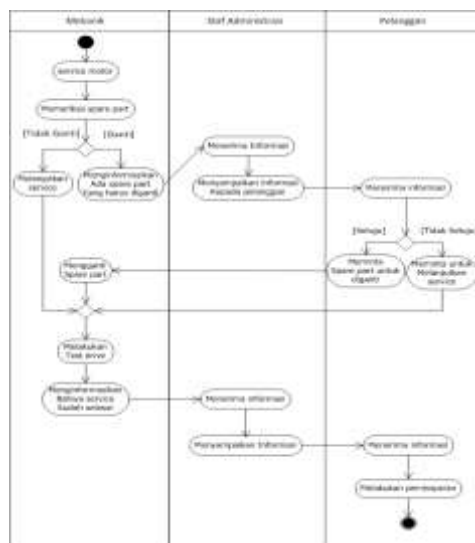 Mekanik
Staf Administrasi
Pelanggan
service motor
Memeriksa spare part
[Tidak Ganti]
[Ganti]
Melanjutkan
service
Menginformasikan
Ada spare part
Yang harus diganti
Menerima Informasi
Menyampaikan Informasi
Kepada pelanggan
Menerima informasi
[Setuju]
[Tidak Setuju]
Mengganti
Spare part
Meminta
Spare part untuk
diganti
Meminta untuk
Melanjutkan
service
Melakukan
Test drive
Menginformasikan
Bahwa service
Sudah selesai
Menerima informasi
Menyampaikan Informasi
Menerima informasi
Melakukan pembayaran